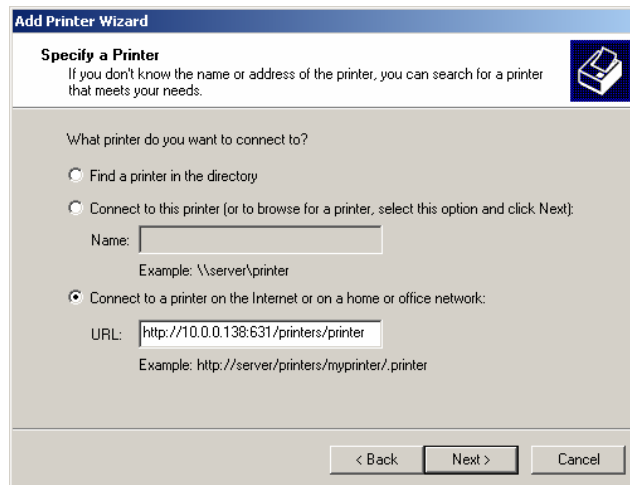 Add Printer Wizard
Specify a Printer
If you don't know the name or address of the printer, you can search for a printer
that meets your needs.
What printer do you want to connect to?
Find a printer in the directory
Connect to this printer (or to browse for a printer, select this option and click Next):
Name:
Example: \\server\printer
Connect to a printer on the Internet or on a home or office network:
URL: http://10.0.0.138:631/printers/printer
Example: http://server/printers/myprinter/.printer
< Back Next > Cancel